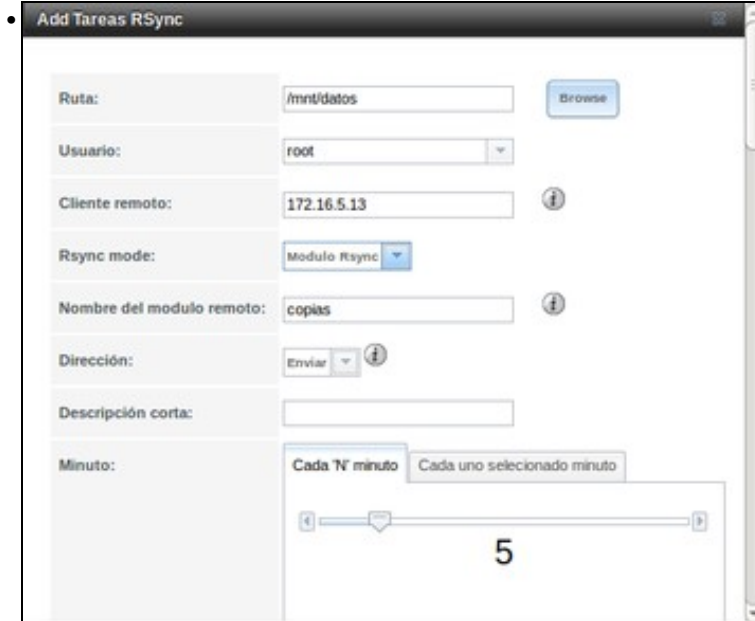 Add Tareas RSync
Ruta: /mnt/datos Browse
Usuario: root
Cliente remoto: 172.16.5.13
Rsync mode: Modulo Rsync
Nombre del modulo remoto: copias
Dirección: Enviar
Descripción corta:
Minuto: Cada 'N' minuto Cada uno selecionado minuto
5